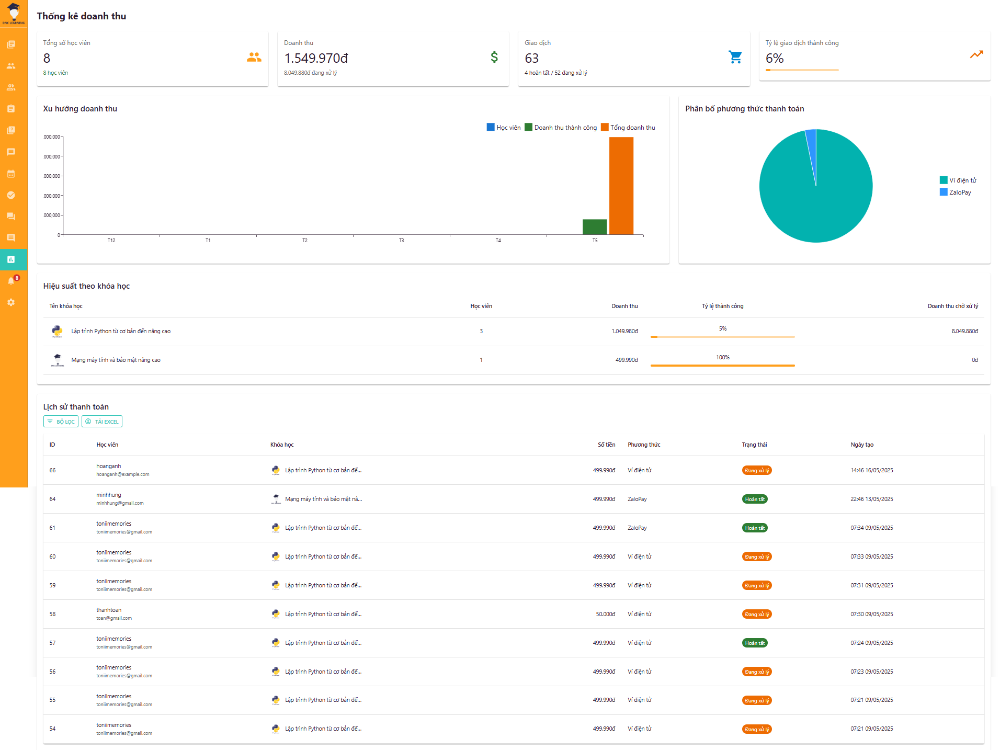 DNC LEARNING
Thống kê doanh thu
Tổng số học viên
8
8 học viên
Doanh thu
1.549.970đ
8.049.880đ đang xử lý
Giao dịch
63
4 hoàn tất / 52 đang xử lý
Tỷ lệ giao dịch thành công
6%
Xu hướng doanh thu
Học viên Doanh thu thành công Tổng doanh thu
000,000
000,000
000,000
000,000
000,000
0
T12 T1 T2 T3 T4 T5
Phân bố phương thức thanh toán
Ví điện tử
ZaloPay
8
Hiệu suất theo khóa học
Tên khóa học Học viên Doanh thu Tỷ lệ thành công Doanh thu chờ xử lý
Python Lập trình Python từ cơ bản đến nâng cao 3 1.049.980đ 5% 8.049.880đ
DNC LEARNING Mạng máy tính và bảo mật nâng cao 1 499.990đ 100% 0đ
Lịch sử thanh toán
BỘ LỌC TẢI EXCEL
ID Học viên Khóa học Số tiền Phương thức Trạng thái Ngày tạo
66 hoanganh Lập trình Python từ cơ bản đế... 499.990đ Ví điện tử Đang xử lý 14:46 16/05/2025
hoanganh@example.com
64 minhhung Mạng máy tính và bảo mật nâ... 499.990đ ZaloPay Hoàn tất 22:46 13/05/2025
minhhung@gmail.com
61 toniimemories Lập trình Python từ cơ bản đế... 499.990đ ZaloPay Hoàn tất 07:34 09/05/2025
toniimemories@gmail.com
60 toniimemories Lập trình Python từ cơ bản đế... 499.990đ Ví điện tử Đang xử lý 07:33 09/05/2025
toniimemories@gmail.com
59 toniimemories Lập trình Python từ cơ bản đế... 499.990đ Ví điện tử Đang xử lý 07:31 09/05/2025
toniimemories@gmail.com
58 thanhtoan Lập trình Python từ cơ bản đế... 50.000đ Ví điện tử Đang xử lý 07:30 09/05/2025
toan@gmail.com
57 toniimemories Lập trình Python từ cơ bản đế... 499.990đ Ví điện tử Hoàn tất 07:24 09/05/2025
toniimemories@gmail.com
56 toniimemories Lập trình Python từ cơ bản đế... 499.990đ Ví điện tử Đang xử lý 07:23 09/05/2025
toniimemories@gmail.com
55 toniimemories Lập trình Python từ cơ bản đế... 499.990đ Ví điện tử Đang xử lý 07:21 09/05/2025
toniimemories@gmail.com
54 toniimemories Lập trình Python từ cơ bản đế... 499.990đ Ví điện tử Đang xử lý 07:21 09/05/2025
toniimemories@gmail.com